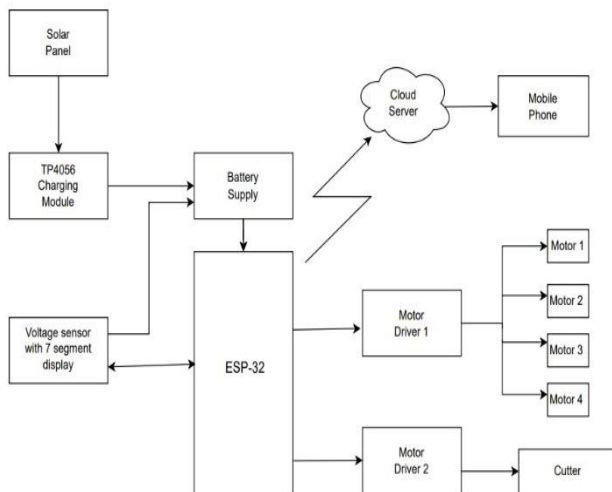 Solar
Panel
Cloud
Server
Mobile
Phone
TP4056
Charging
Module
Battery
Supply
Motor 1
Motor 2
Motor 3
Motor 4
Motor
Driver 1
Voltage sensor
with 7 segment
display
ESP-32
Motor
Driver 2
Cutter